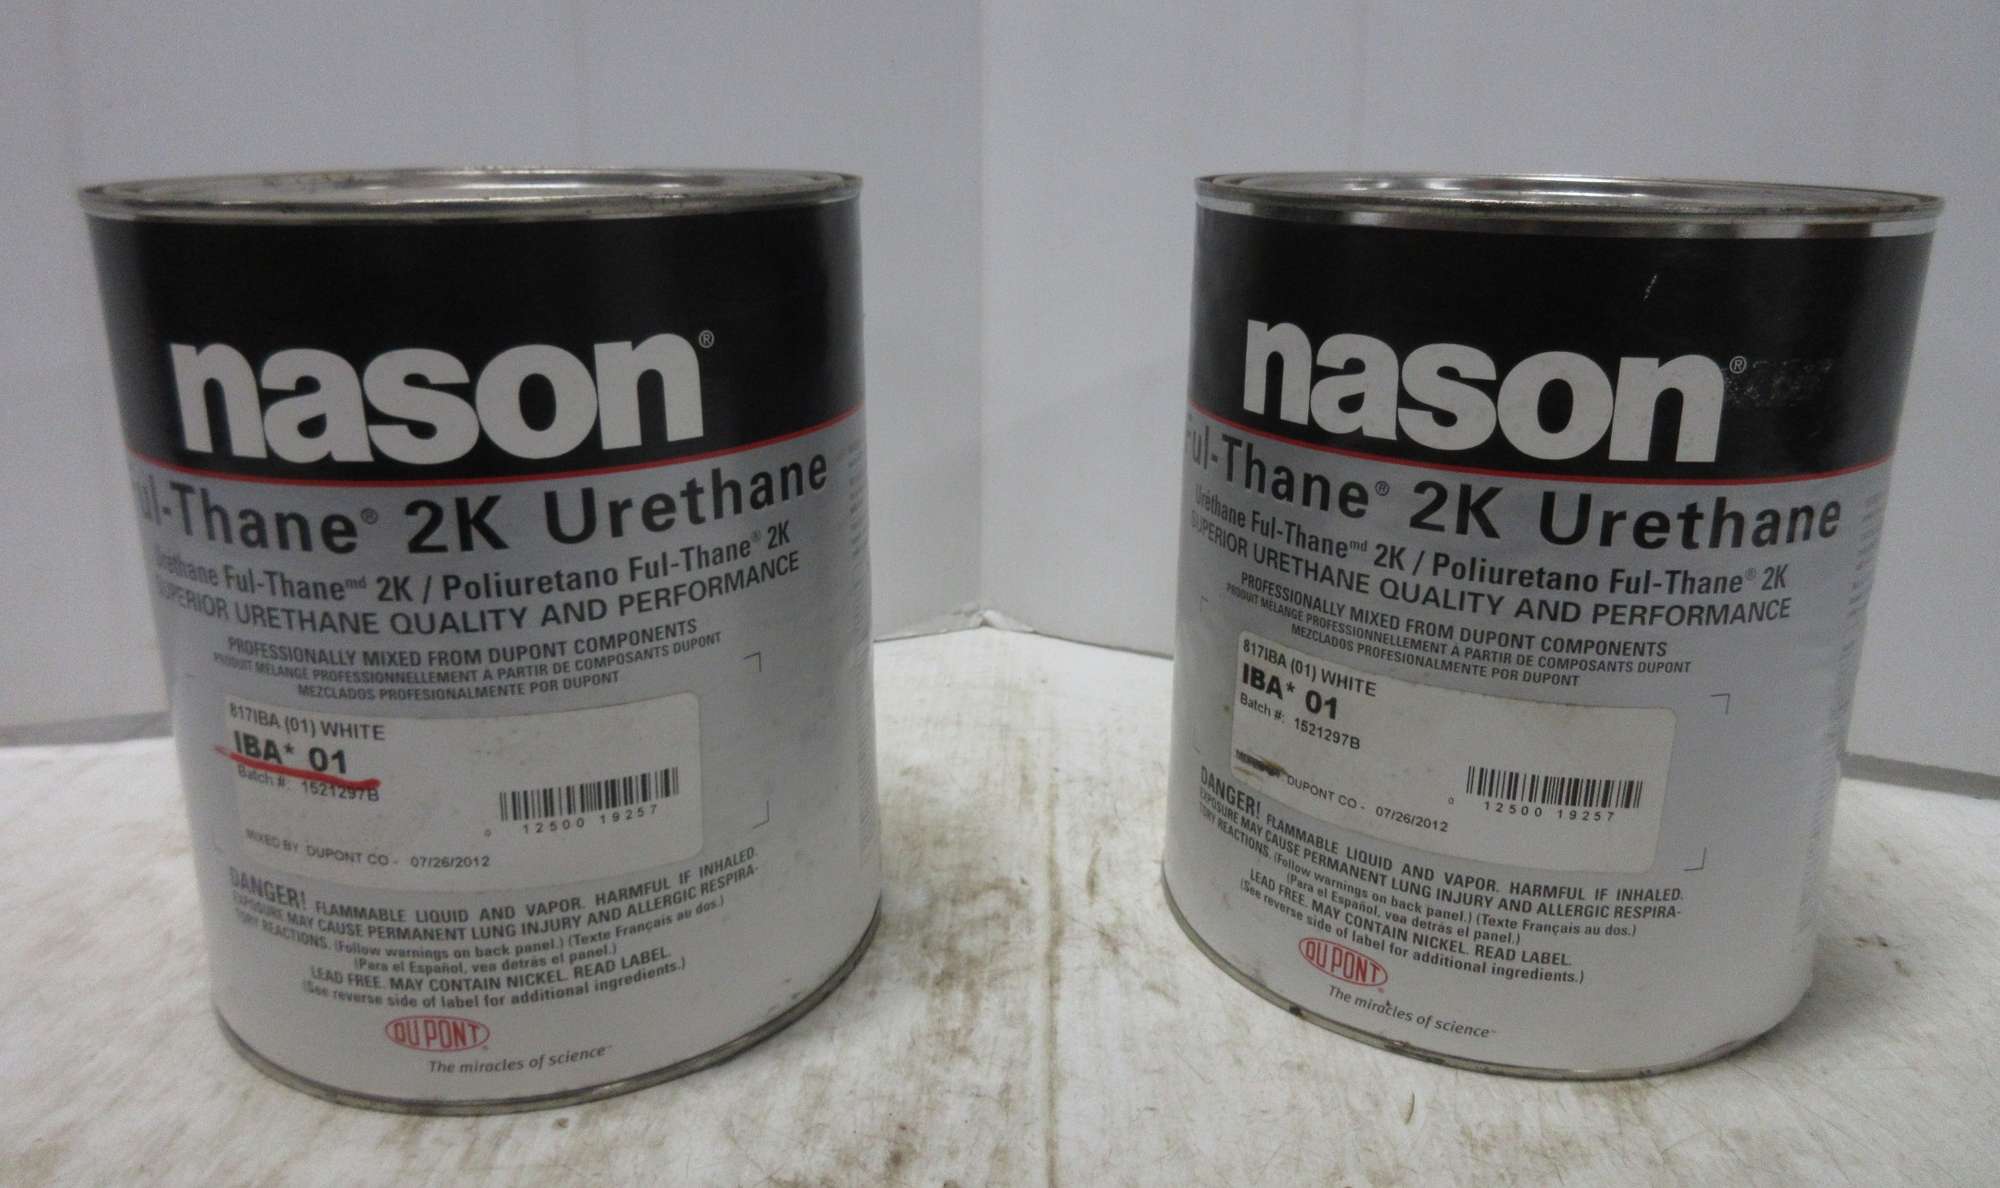 nason®
ul-Thane® 2K Urethane
Urethane Ful-Thane md 2K / Poliuretano Ful-Thane® 2K
SUPERIOR URETHANE QUALITY AND PERFORMANCE
PROFESSIONALLY MIXED FROM DUPONT COMPONENTS
PRODUIT MELANGE PROFESSIONNELLEMENT A PARTIR DE COMPOSANTS DUPONT
MEZCLADOS PROFESIONALMENTE POR DUPONT
817IBA (01) WHITE
IBA* 01
Batch #: 1521297B
0 12500 19257
MIXED BY DUPONT CO - 07/26/2012
DANGER! FLAMMABLE LIQUID AND VAPOR. HARMFUL IF INHALED.
EXPOSURE MAY CAUSE PERMANENT LUNG INJURY AND ALLERGIC RESPIRA-
TORY REACTIONS. (Follow warnings on back panel.) (Texte Français au dos.)
(Para el Español, vea detrás el panel.)
LEAD FREE. MAY CONTAIN NICKEL. READ LABEL.
(See reverse side of label for additional ingredients.)
DU PONT®
The miracles of science™
nason®
ul-Thane® 2K Urethane
Urethane Ful-Thane md 2K / Poliuretano Ful-Thane® 2K
SUPERIOR URETHANE QUALITY AND PERFORMANCE
PROFESSIONALLY MIXED FROM DUPONT COMPONENTS
PRODUIT MELANGE PROFESSIONNELLEMENT A PARTIR DE COMPOSANTS DUPONT
MEZCLADOS PROFESIONALMENTE POR DUPONT
817IBA (01) WHITE
IBA* 01
Batch #: 1521297B
0 12500 19257
DUPONT CO - 07/26/2012
DANGER! FLAMMABLE LIQUID AND VAPOR. HARMFUL IF INHALED.
EXPOSURE MAY CAUSE PERMANENT LUNG INJURY AND ALLERGIC RESPIRA-
TORY REACTIONS. (Follow warnings on back panel.) (Texte Français au dos.)
(Para el Español, vea detrás el panel.)
LEAD FREE. MAY CONTAIN NICKEL. READ LABEL.
(See reverse side of label for additional ingredients.)
DU PONT®
The miracles of science™